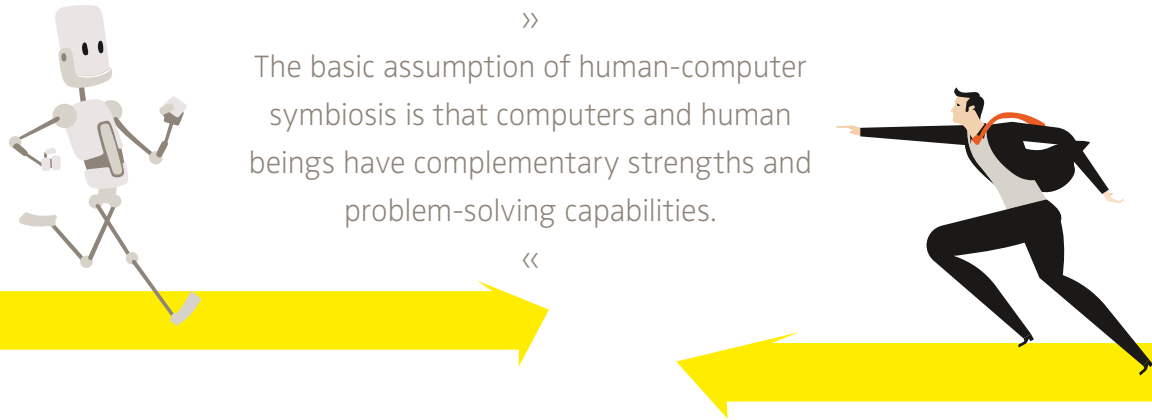 »
The basic assumption of human-computer
symbiosis is that computers and human
beings have complementary strengths and
problem-solving capabilities.
«